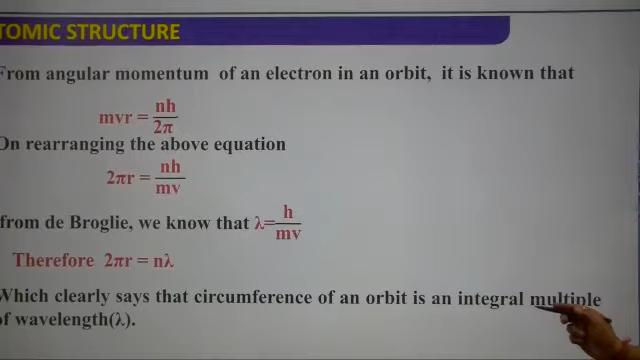 TOMIC STRUCTURE
From angular momentum of an electron in an orbit, it is known that
mvr = nh/2π
On rearranging the above equation
2πr = nh/mv
from de Broglie, we know that λ=h/mv
Therefore 2πr = nλ
Which clearly says that circumference of an orbit is an integral multiple
of wavelength(λ).